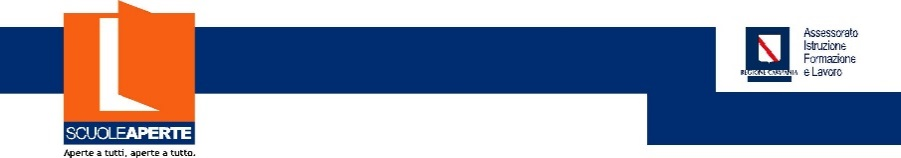 SCUOLEAPERTE
Aperte a tutti, aperte a tutto.
REGIONE CAMPANIA
Assessorato
Istruzione
Formazione
e Lavoro